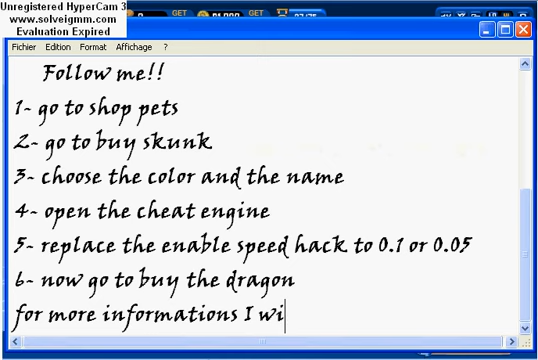 Unregistered HyperCam 3
www.solveigmm.com
Evaluation Expired
GET
GET
Fichier Edition Format Affichage ?
Follow me!!
1- go to shop pets
2- go to buy skunk
3- choose the color and the name
4- open the cheat engine
5- replace the enable speed hack to 0.1 or 0.05
6- now go to buy the dragon
for more informations I wi